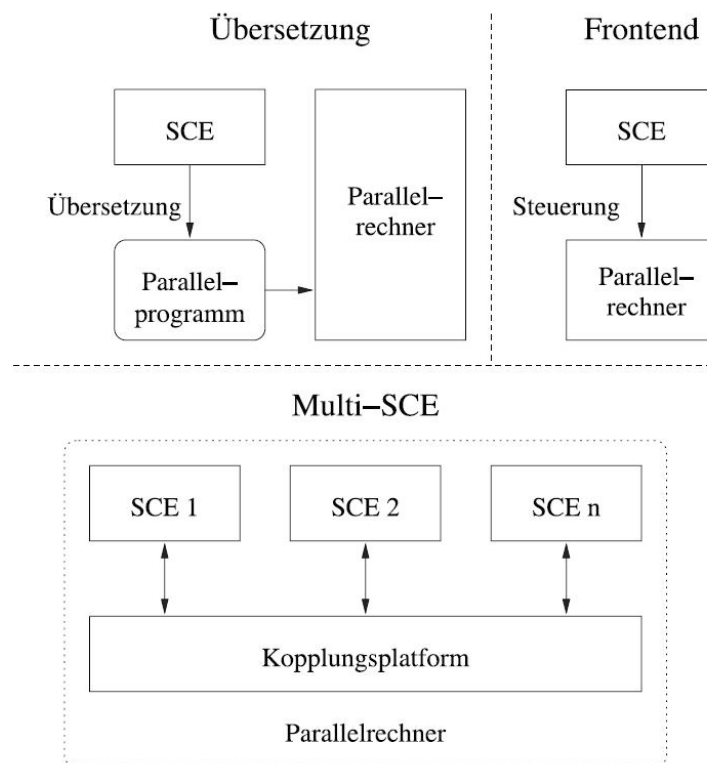 Übersetzung
SCE
Übersetzung
Parallel–
programm
Parallel–
rechner
Frontend
SCE
Steuerung
Parallel–
rechner
Multi–SCE
SCE 1
SCE 2
SCE n
Kopplungsplatform
Parallelrechner